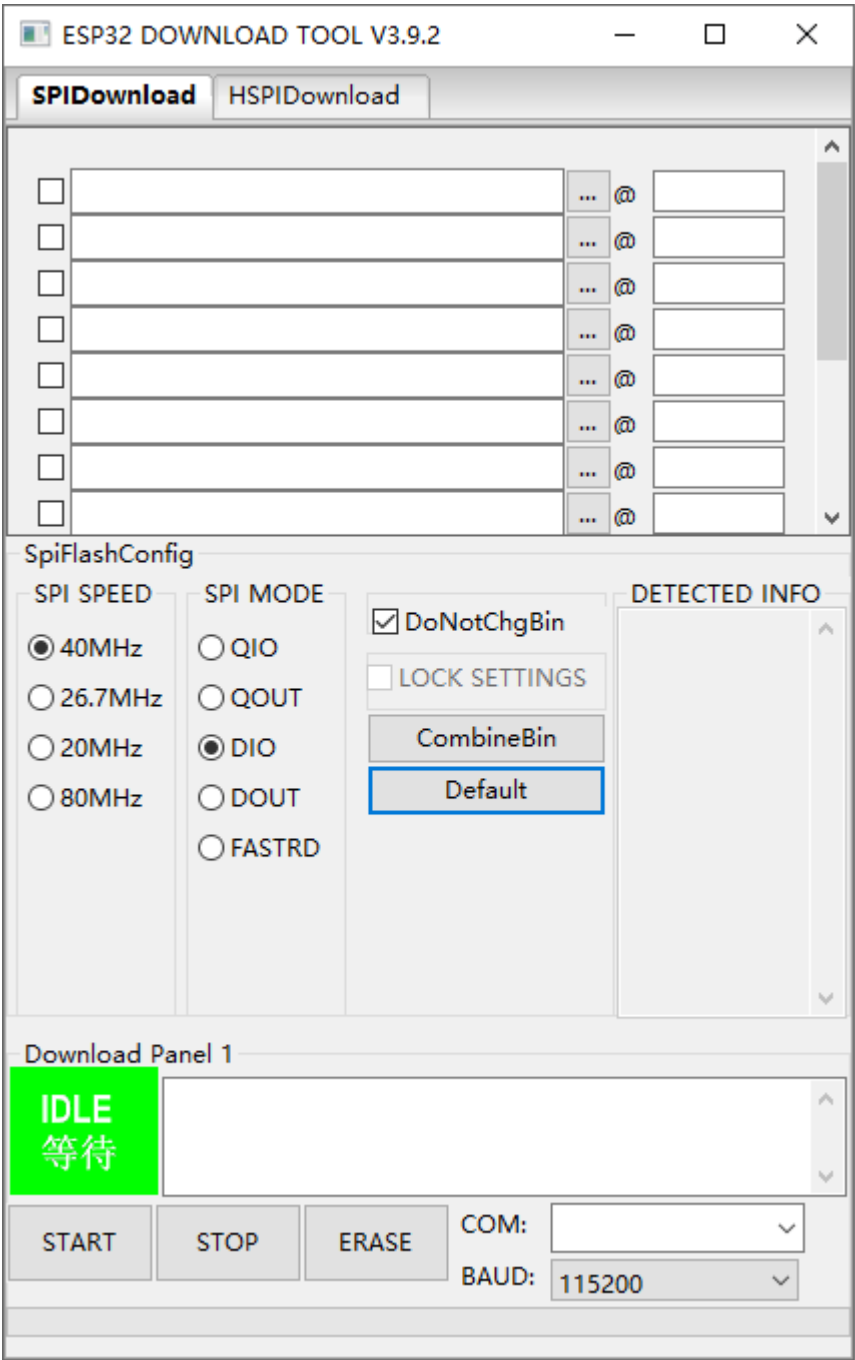 ESP32 DOWNLOAD TOOL V3.9.2
SPIDownload HSPIDownload
... @
... @
... @
... @
... @
... @
... @
... @
SpiFlashConfig
SPI SPEED
40MHz
26.7MHz
20MHz
80MHz
SPI MODE
QIO
QOUT
DIO
DOUT
FASTRD
DoNotChgBin
LOCK SETTINGS
CombineBin
Default
DETECTED INFO
Download Panel 1
IDLE
等待
START STOP ERASE
COM:
BAUD: 115200